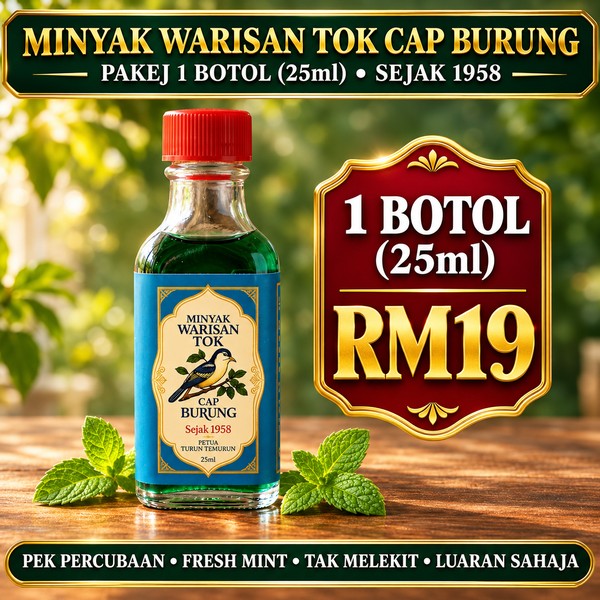 MINYAK WARISAN TOK CAP BURUNG
PAKEJ 1 BOTOL (25ml) • SEJAK 1958
1 BOTOL
(25ml)
RM19
MINYAK
WARISAN
TOK
CAP
BURUNG
Sejak 1958
PETUA
TURUN TEMURUN
25ml
PEK PERCUBAAN • FRESH MINT • TAK MELEKIT • LUARAN SAHAJA